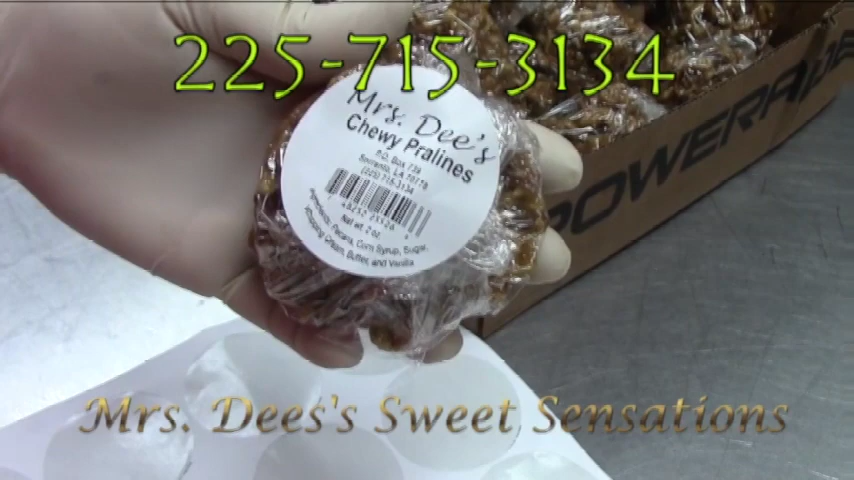 225-715-3134
Mrs. Dee's
Chewy Pralines
P.O. Box 739
Sorrento, LA 70778
(225) 715-3134
Net wt. 2 oz.
Ingredients: Pecans, Corn Syrup, Sugar,
Whipping Cream, Butter, and Vanilla
POWERADE
Mrs. Dees's Sweet Sensations